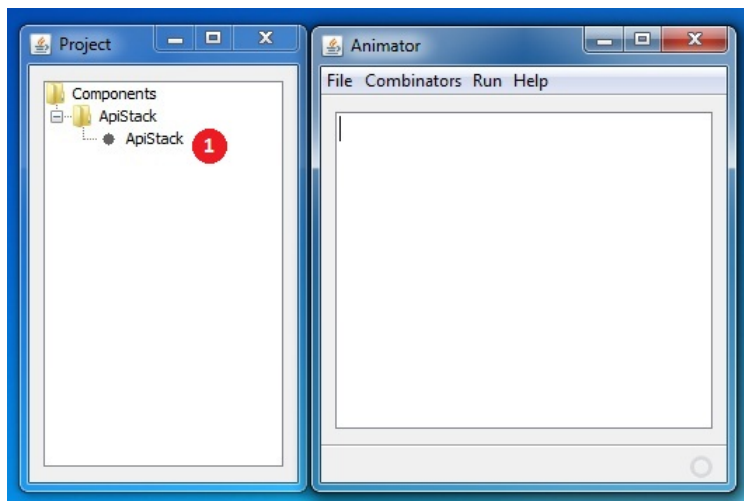 Project
Components
ApiStack
ApiStack 1
Animator
File Combinators Run Help